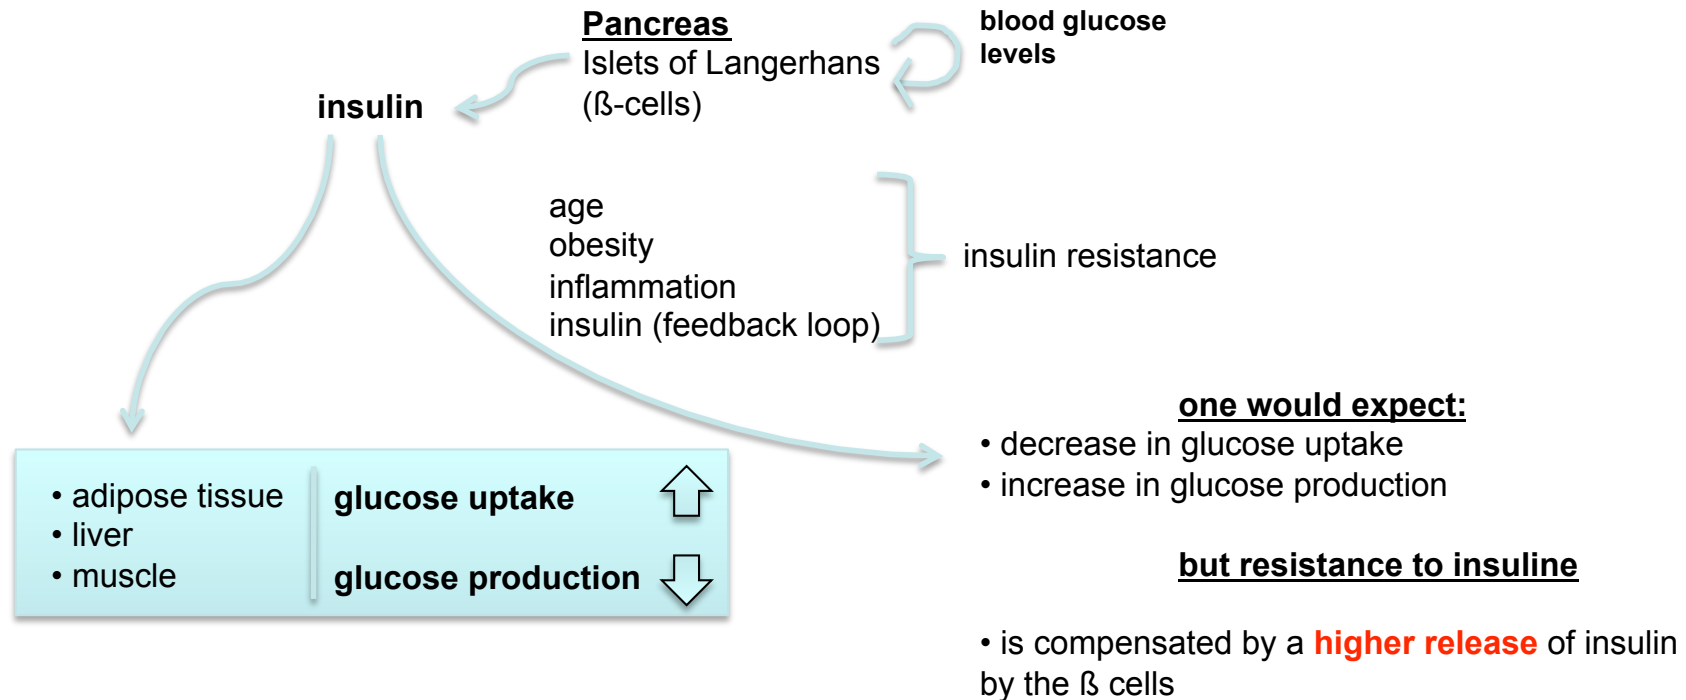 Pancreas
Islets of Langerhans
(ß-cells)
blood glucose
levels
insulin
age
obesity
inflammation
insulin (feedback loop)
insulin resistance
• adipose tissue
• liver
• muscle
glucose uptake
glucose production
one would expect:
• decrease in glucose uptake
• increase in glucose production
but resistance to insuline
• is compensated by a higher release of insulin
by the ß cells